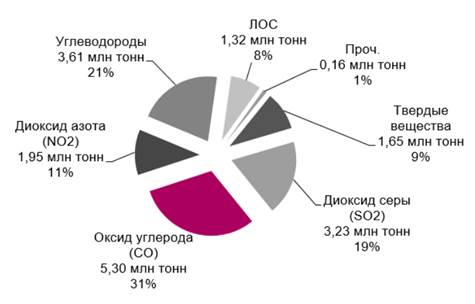 ЛОС
1,32 млн тонн
8%
Проч.
0,16 млн тонн
1%
Твердые
вещества
1,65 млн тонн
9%
Диоксид серы
(SO2)
3,23 млн тонн
19%
Оксид углерода
(CO)
5,30 млн тонн
31%
Диоксид азота
(NO2)
1,95 млн тонн
11%
Углеводороды
3,61 млн тонн
21%